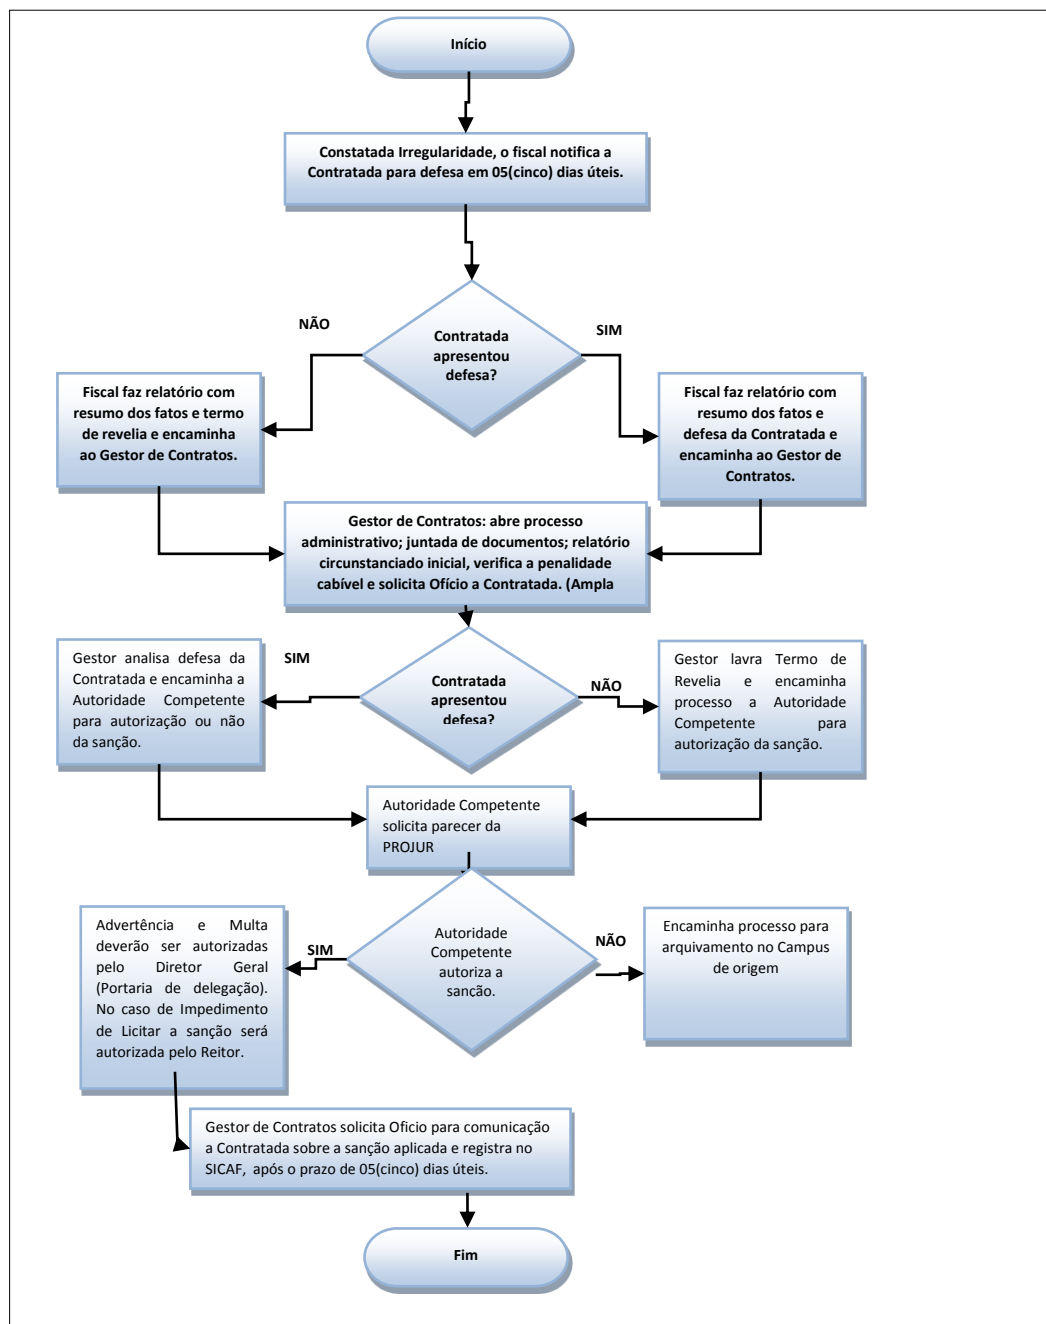 Início
Constatada Irregularidade, o fiscal notifica a
Contratada para defesa em 05(cinco) dias úteis.
NÃO
SIM
Contratada
apresentou
defesa?
Fiscal faz relatório com
resumo dos fatos e termo
de revelia e encaminha
ao Gestor de Contratos.
Fiscal faz relatório com
resumo dos fatos e
defesa da Contratada e
encaminha ao Gestor de
Contratos.
Gestor de Contratos: abre processo
administrativo; juntada de documentos; relatório
circunstanciado inicial, verifica a penalidade
cabível e solicita Ofício a Contratada. (Ampla
Gestor analisa defesa da
Contratada e encaminha a
Autoridade Competente
para autorização ou não
da sanção.
SIM
Contratada
apresentou
defesa?
NÃO
Gestor lavra Termo de
Revelia e encaminha
processo a Autoridade
Competente para
autorização da sanção.
Autoridade Competente
solicita parecer da
PROJUR
Advertência e Multa
deverão ser autorizadas
pelo Diretor Geral
(Portaria de delegação).
No caso de Impedimento
de Licitar a sanção será
autorizada pelo Reitor.
SIM
Autoridade
Competente
autoriza a
sanção.
NÃO
Encaminha processo para
arquivamento no Campus
de origem
Gestor de Contratos solicita Oficio para comunicação
a Contratada sobre a sanção aplicada e registra no
SICAF, após o prazo de 05(cinco) dias úteis.
Fim